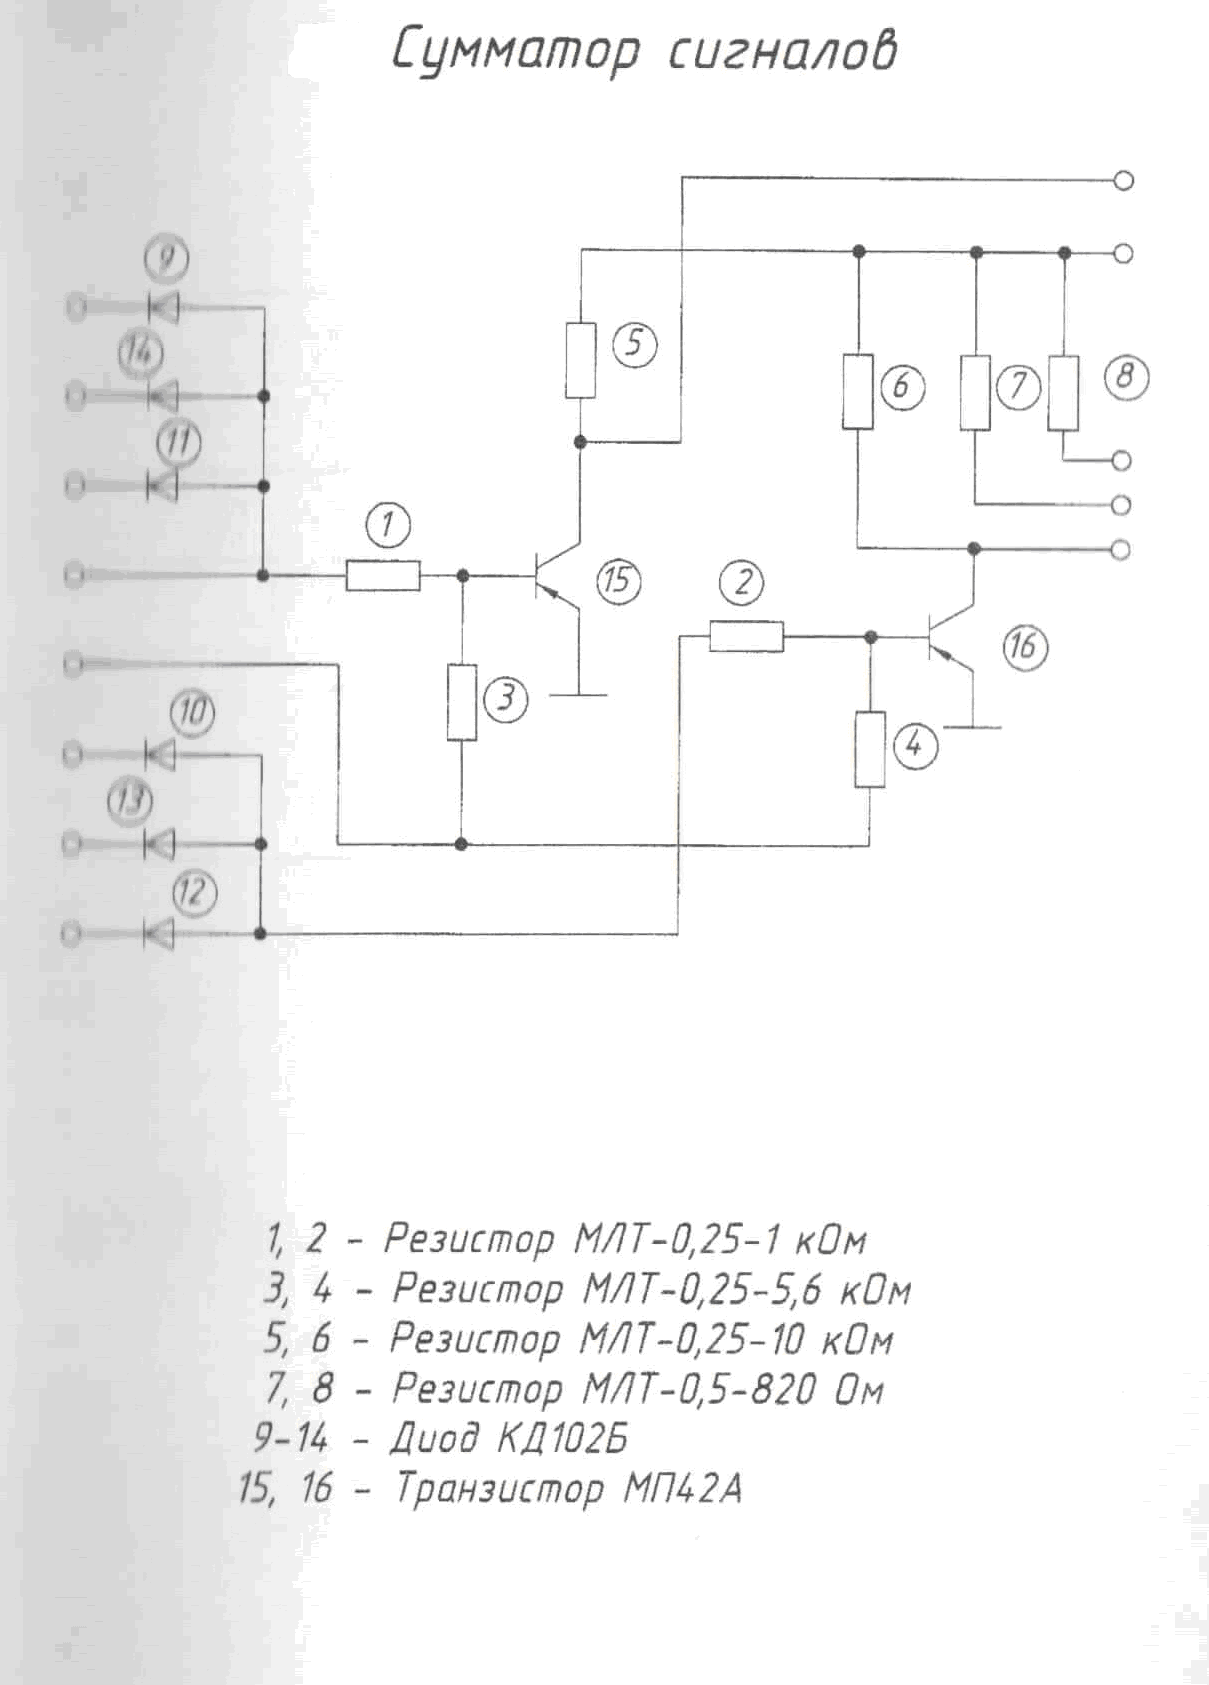 Сумматор сигналов
9
14
11
5
6
7
8
1
15
2
16
3
10
4
13
12
1, 2 - Резистор МЛТ-0,25-1 кОм
3, 4 - Резистор МЛТ-0,25-5,6 кОм
5, 6 - Резистор МЛТ-0,25-10 кОм
7, 8 - Резистор МЛТ-0,5-820 Ом
9-14 - Диод КД102Б
15, 16 - Транзистор МП42А